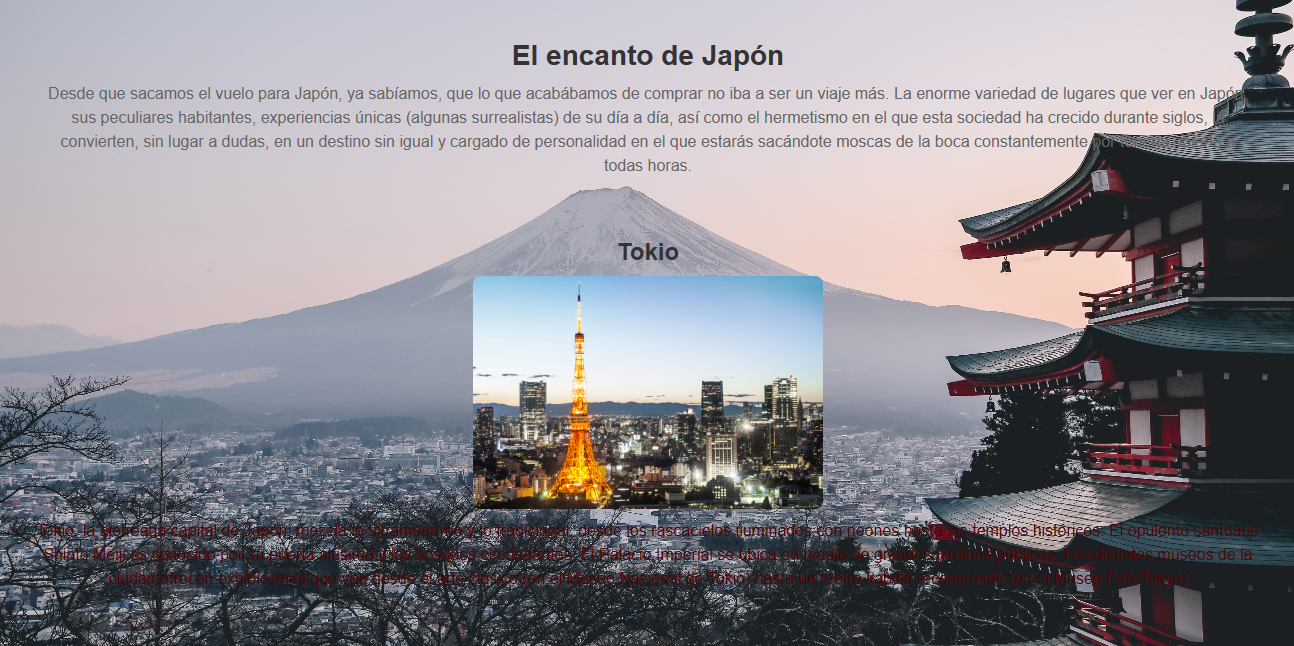 El encanto de Japón
Desde que sacamos el vuelo para Japón, ya sabíamos, que lo que acabábamos de comprar no iba a ser un viaje más. La enorme variedad de lugares que ver en Japón,
sus peculiares habitantes, experiencias únicas (algunas surrealistas) de su día a día, así como el hermetismo en el que esta sociedad ha crecido durante siglos,
convierten, sin lugar a dudas, en un destino sin igual y cargado de personalidad en el que estarás sacándote moscas de la boca constantemente por
todas horas.
Tokio
Tokio, la ajetreada capital de Japón, mezcla lo ultramoderno y lo tradicional, desde los rascacielos iluminados con neones hasta los templos históricos. El opulento santuario
Shinto Meiji es conocido por su puerta altísima y los bosques circundantes. El Palacio Imperial se ubica en medio de grandes jardines públicos. Los distintos museos de la
ciudad ofrecen exhibiciones que van desde el arte clásico (en el Museo Nacional de Tokio) hasta un teatro kabuki reconstruido (en el Museo Edo-Tokyo).